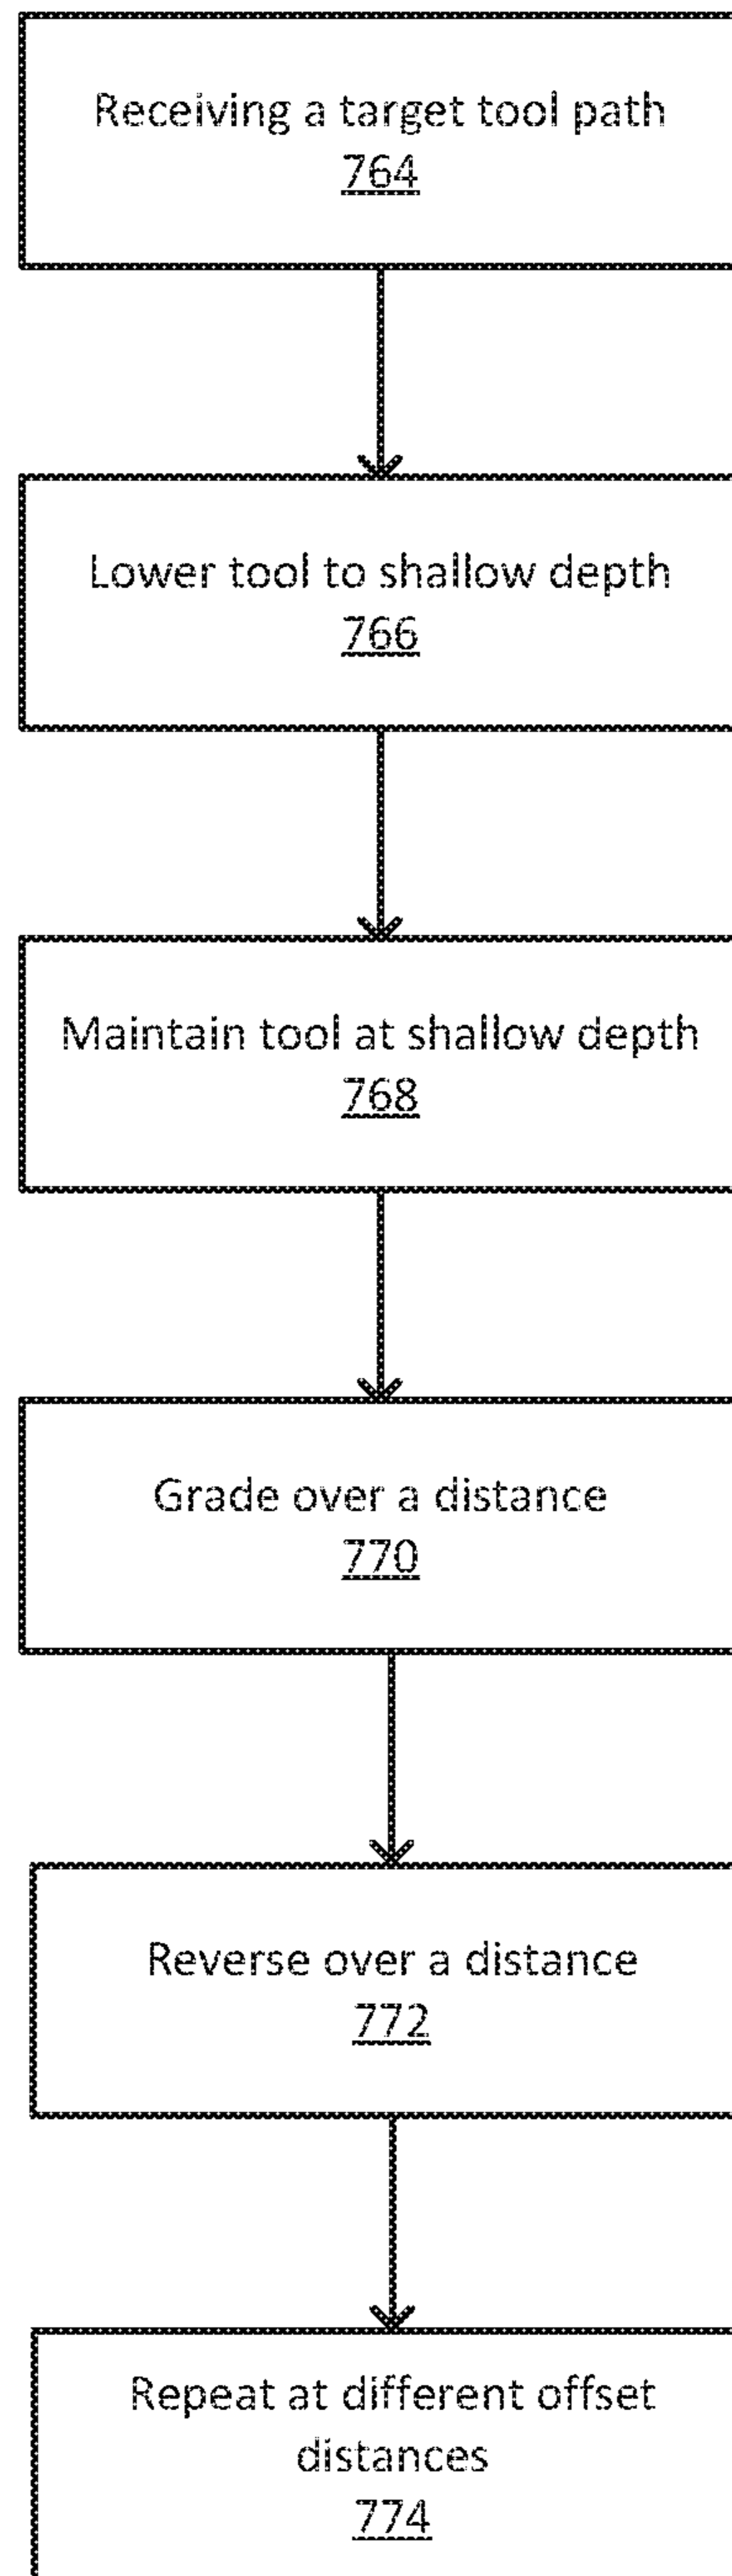 Receiving a target tool path
764
Lower tool to shallow depth
766
Maintain tool at shallow depth
768
Grade over a distance
770
Reverse over a distance
772
Repeat at different offset
distances
774